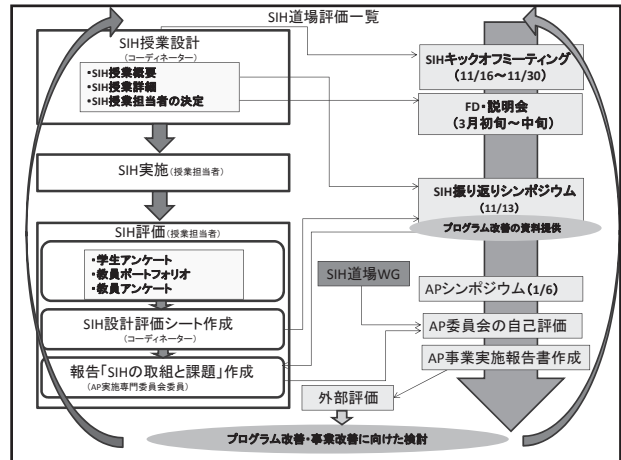 SIH道場評価一覧
SIH授業設計
(コーディネーター)
・SIH授業概要
・SIH授業詳細
・SIH授業担当者の決定
SIH実施(授業担当者)
SIH評価(授業担当者)
・学生アンケート
・教員ポートフォリオ
・教員アンケート
SIH設計評価シート作成
(コーディネーター)
報告「SIHの取組と課題」作成
(AP実施専門委員会委員)
SIHキックオフミーティング
(11/16～11/30)
FD・説明会
(3月初旬～中旬)
SIH振り返りシンポジウム
(11/13)
プログラム改善の資料提供
SIH道場WG
APシンポジウム(1/6)
AP委員会の自己評価
AP事業実施報告書作成
外部評価
プログラム改善・事業改善に向けた検討